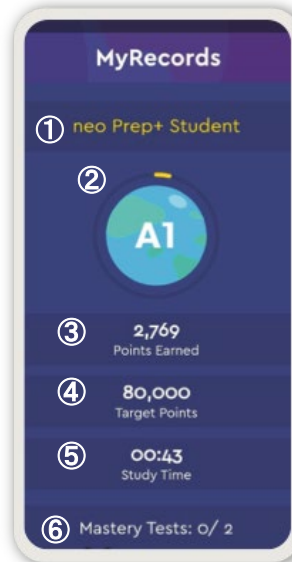 MyRecords
① neo Prep+ Student
②
A1
③ 2,769
Points Earned
④ 80,000
Target Points
⑤ 00:43
Study Time
⑥ Mastery Tests: 0/ 2